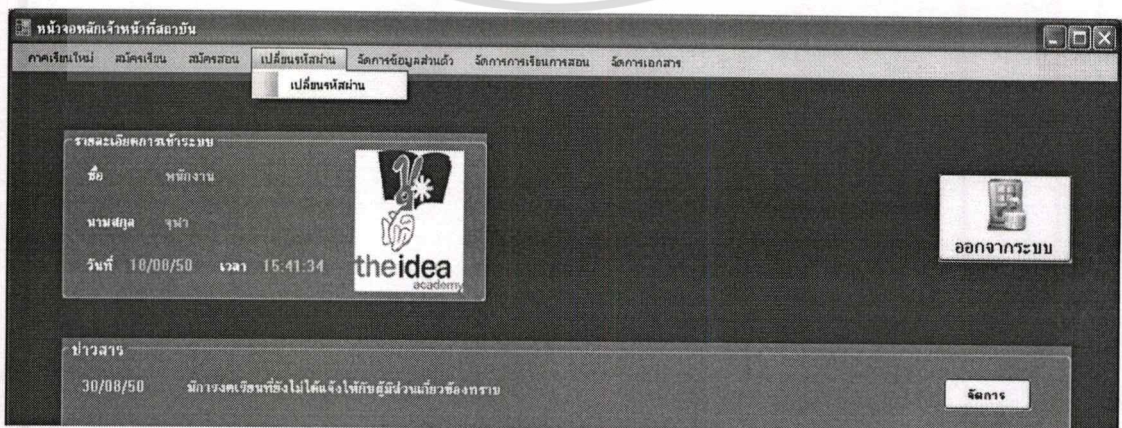 หน้าจอหลักเจ้าหน้าที่สถาบัน
ภาคเรียนใหม่ สมัครเรียน สมัครสอน เปลี่ยนรหัสผ่าน จัดการข้อมูลส่วนตัว จัดการการเรียนการสอน จัดการเอกสาร
เปลี่ยนรหัสผ่าน
รายละเอียดการเข้าระบบ
ชื่อ พนักงาน
นามสกุล จุฬา
วันที่ 18/08/50 เวลา 15:41:34
theidea
academy
ออกจากระบบ
ข่าวสาร
30/08/50 มีการงดเรียนที่ยังไม่ได้แจ้งให้กับผู้มีส่วนเกี่ยวข้องทราบ
จัดการ